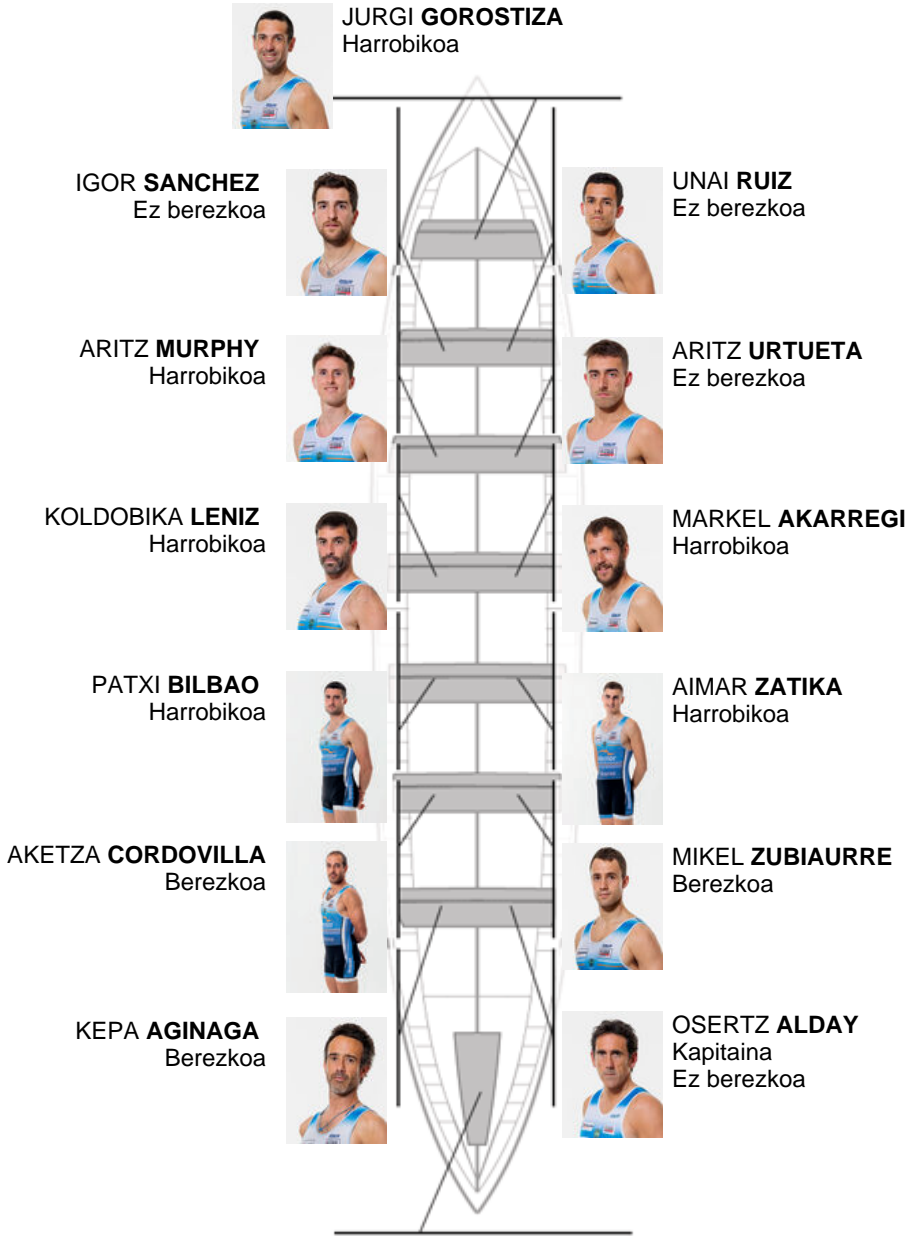 JURGI GOROSTIZA
Harrobikoa
IGOR SANCHEZ
Ez berezkoa
UNAI RUIZ
Ez berezkoa
ARITZ MURPHY
Harrobikoa
ARITZ URTUETA
Ez berezkoa
KOLDOBIKA LENIZ
Harrobikoa
MARKEL AKARREGI
Harrobikoa
PATXI BILBAO
Harrobikoa
AIMAR ZATIKA
Harrobikoa
AKETZA CORDOVILLA
Berezkoa
MIKEL ZUBIAURRE
Berezkoa
KEPA AGINAGA
Berezkoa
OSERTZ ALDAY
Kapitaina
Ez berezkoa